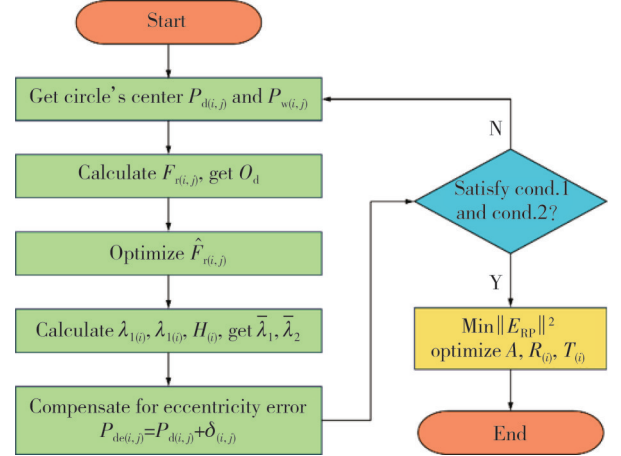 Start
Get circle's center P_d(i,j) and P_w(i,j)
Calculate F_r(i,j), get O_d
Optimize F̂_r(i,j)
Calculate λ_1(i), λ_1(i), H_(i), get λ̄_1, λ̄_2
Compensate for eccentricity error
P_de(i,j)=P_d(i,j)+δ_(i,j)
N
Satisfy cond.1
and cond.2?
Y
Min||E_RP||²
optimize A, R_(i), T_(i)
End